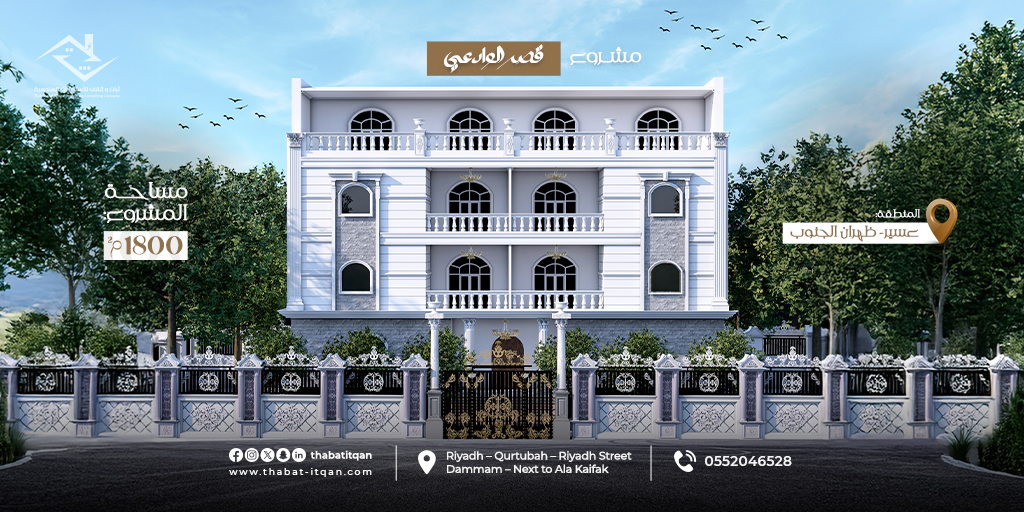 مشروع قصر الوادعي
مساحة
المشروع:
1800م²
المنطقة:
عسير- ظهران الجنوب
thabatitqan
www.thabat-itqan.com
Riyadh – Qurtubah – Riyadh Street
Dammam – Next to Ala Kaifak
0552046528